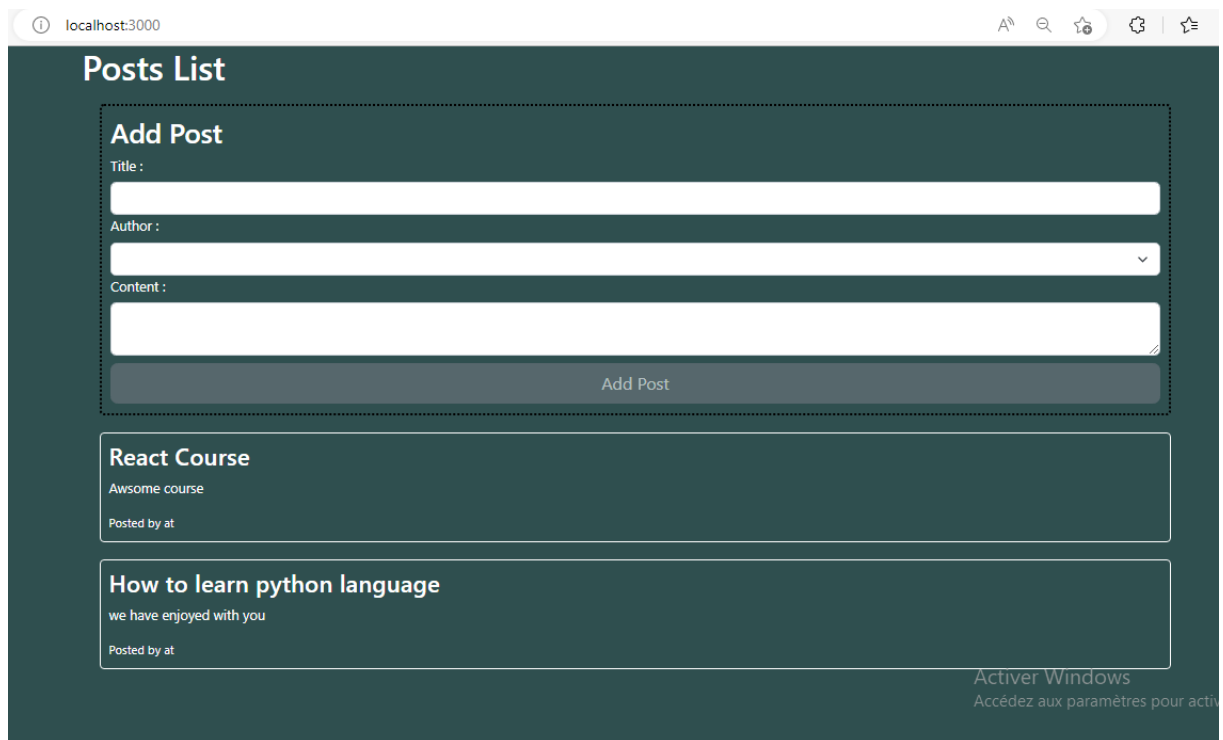 localhost:3000
Posts List
Add Post
Title :
Author :
Content :
Add Post
React Course
Awsome course
Posted by at
How to learn python language
we have enjoyed with you
Posted by at
Activer Windows
Accédez aux paramètres pour activ